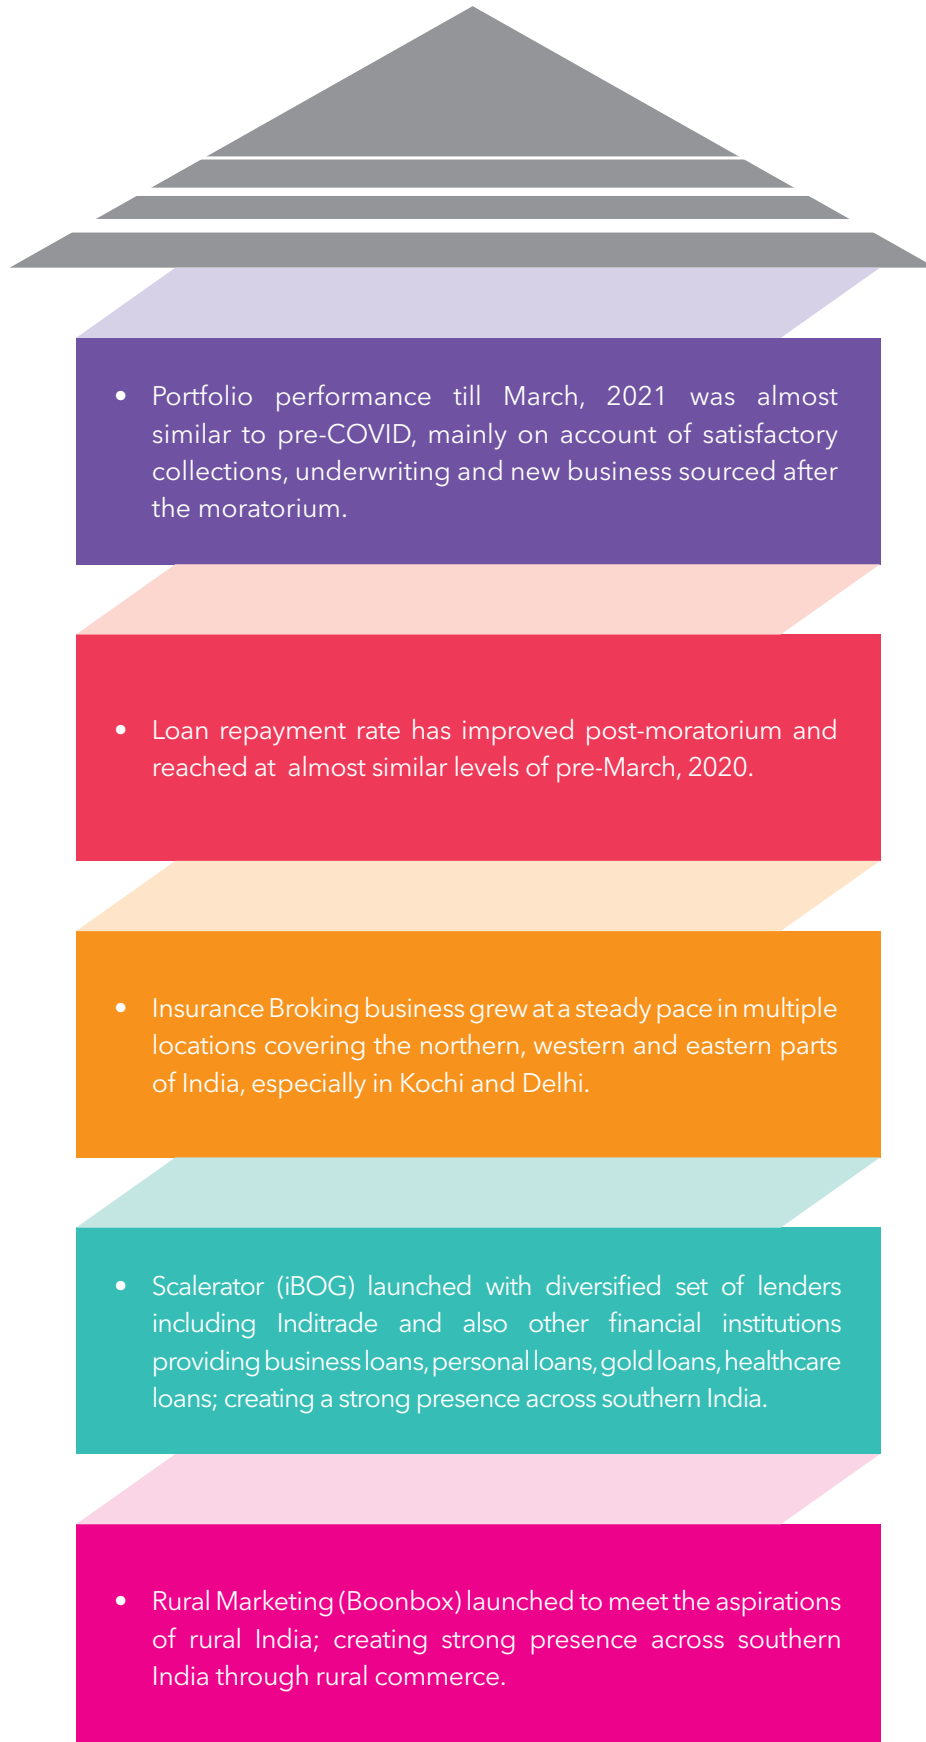 • Portfolio performance till March, 2021 was almost
similar to pre-COVID, mainly on account of satisfactory
collections, underwriting and new business sourced after
the moratorium.
• Loan repayment rate has improved post-moratorium and
reached at almost similar levels of pre-March, 2020.
• Insurance Broking business grew at a steady pace in multiple
locations covering the northern, western and eastern parts
of India, especially in Kochi and Delhi.
• Scalerator (iBOG) launched with diversified set of lenders
including Inditrade and also other financial institutions
providing business loans, personal loans, gold loans, healthcare
loans; creating a strong presence across southern India.
• Rural Marketing (Boonbox) launched to meet the aspirations
of rural India; creating strong presence across southern
India through rural commerce.